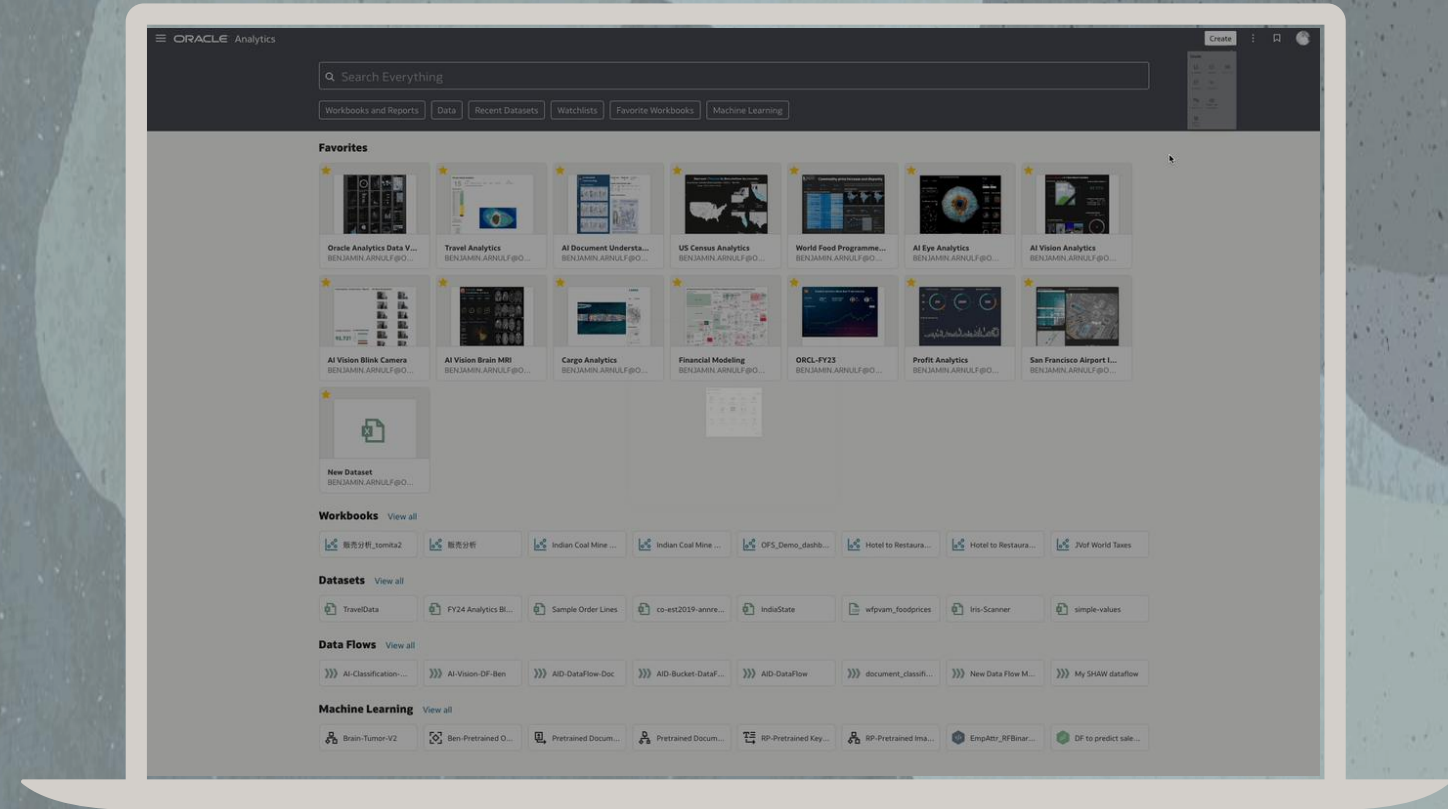 ORACLE Analytics
Create
Search Everything
Workbooks and Reports
Data
Recent Datasets
Watchlists
Favorite Workbooks
Machine Learning
Favorites
Oracle Analytics Data V...
BENJAMIN.ARNULF@O...
Travel Analytics
BENJAMIN.ARNULF@O...
AI Document Understa...
BENJAMIN.ARNULF@O...
US Census Analytics
BENJAMIN.ARNULF@O...
World Food Programme...
BENJAMIN.ARNULF@O...
AI Eye Analytics
BENJAMIN.ARNULF@O...
AI Vision Analytics
BENJAMIN.ARNULF@O...
AI Vision Blink Camera
BENJAMIN.ARNULF@O...
AI Vision Brain MRI
BENJAMIN.ARNULF@O...
Cargo Analytics
BENJAMIN.ARNULF@O...
Financial Modeling
BENJAMIN.ARNULF@O...
ORCL-FY23
BENJAMIN.ARNULF@O...
Profit Analytics
BENJAMIN.ARNULF@O...
San Francisco Airport I...
BENJAMIN.ARNULF@O...
New Dataset
BENJAMIN.ARNULF@O...
Workbooks View all
販売分析_tomita2
販売分析
Indian Coal Mine ...
Indian Coal Mine ...
OFS_Demo_dashb...
Hotel to Restaura...
Hotel to Restaura...
JVof World Taxes
Datasets View all
TravelData
FY24 Analytics Bl...
Sample Order Lines
co-est2019-annre...
IndiaState
wfpvam_foodprices
Iris-Scanner
simple-values
Data Flows View all
AI-Classification-...
AI-Vision-DF-Ben
AID-DataFlow-Doc
AID-Bucket-DataF...
AID-DataFlow
document_classifi...
New Data Flow M...
My SHAW dataflow
Machine Learning View all
Brain-Tumor-V2
Ben-Pretrained O...
Pretrained Docum...
Pretrained Docum...
RP-Pretrained Key...
RP-Pretrained Ima...
EmpAttr_RFBinar...
DF to predict sale...